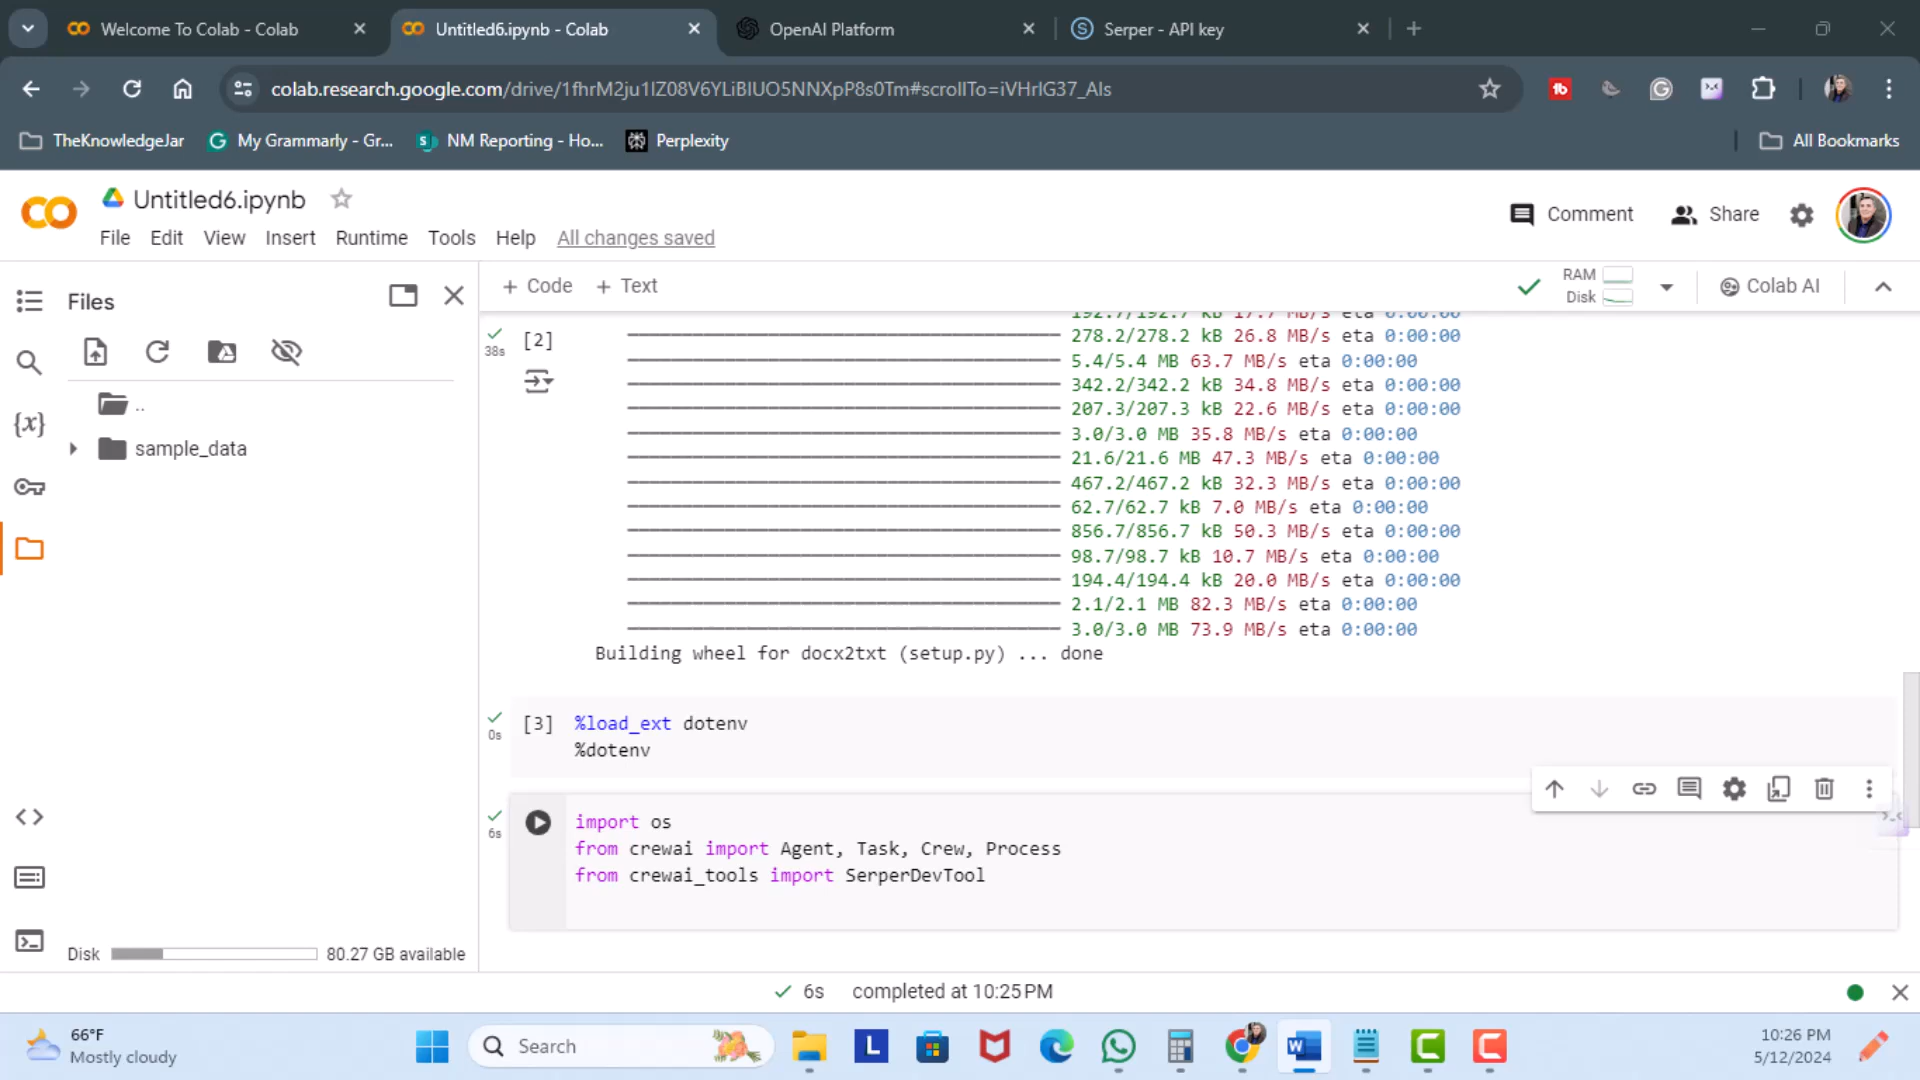 Welcome To Colab - Colab
Untitled6.ipynb - Colab
OpenAI Platform
Serper - API key
colab.research.google.com/drive/1fhrM2ju1lZ08V6YLiBlUO5NNXpP8s0Tm#scrollTo=iVHrlG37_AIs
TheKnowledgeJar
My Grammarly - Gr...
NM Reporting - Ho...
Perplexity
All Bookmarks
Untitled6.ipynb
Comment
Share
File Edit View Insert Runtime Tools Help All changes saved
Files
+ Code + Text
RAM
Disk
Colab AI
..
sample_data
Disk
80.27 GB available
38s
[2]
192.7/192.7 kB 17.7 MB/s eta 0:00:00
278.2/278.2 kB 26.8 MB/s eta 0:00:00
5.4/5.4 MB 63.7 MB/s eta 0:00:00
342.2/342.2 kB 34.8 MB/s eta 0:00:00
207.3/207.3 kB 22.6 MB/s eta 0:00:00
3.0/3.0 MB 35.8 MB/s eta 0:00:00
21.6/21.6 MB 47.3 MB/s eta 0:00:00
467.2/467.2 kB 32.3 MB/s eta 0:00:00
62.7/62.7 kB 7.0 MB/s eta 0:00:00
856.7/856.7 kB 50.3 MB/s eta 0:00:00
98.7/98.7 kB 10.7 MB/s eta 0:00:00
194.4/194.4 kB 20.0 MB/s eta 0:00:00
2.1/2.1 MB 82.3 MB/s eta 0:00:00
3.0/3.0 MB 73.9 MB/s eta 0:00:00
Building wheel for docx2txt (setup.py) ... done
0s
[3]
%load_ext dotenv
%dotenv
6s
import os
from crewai import Agent, Task, Crew, Process
from crewai_tools import SerperDevTool
6s completed at 10:25 PM
66°F
Mostly cloudy
Search
10:26 PM
5/12/2024